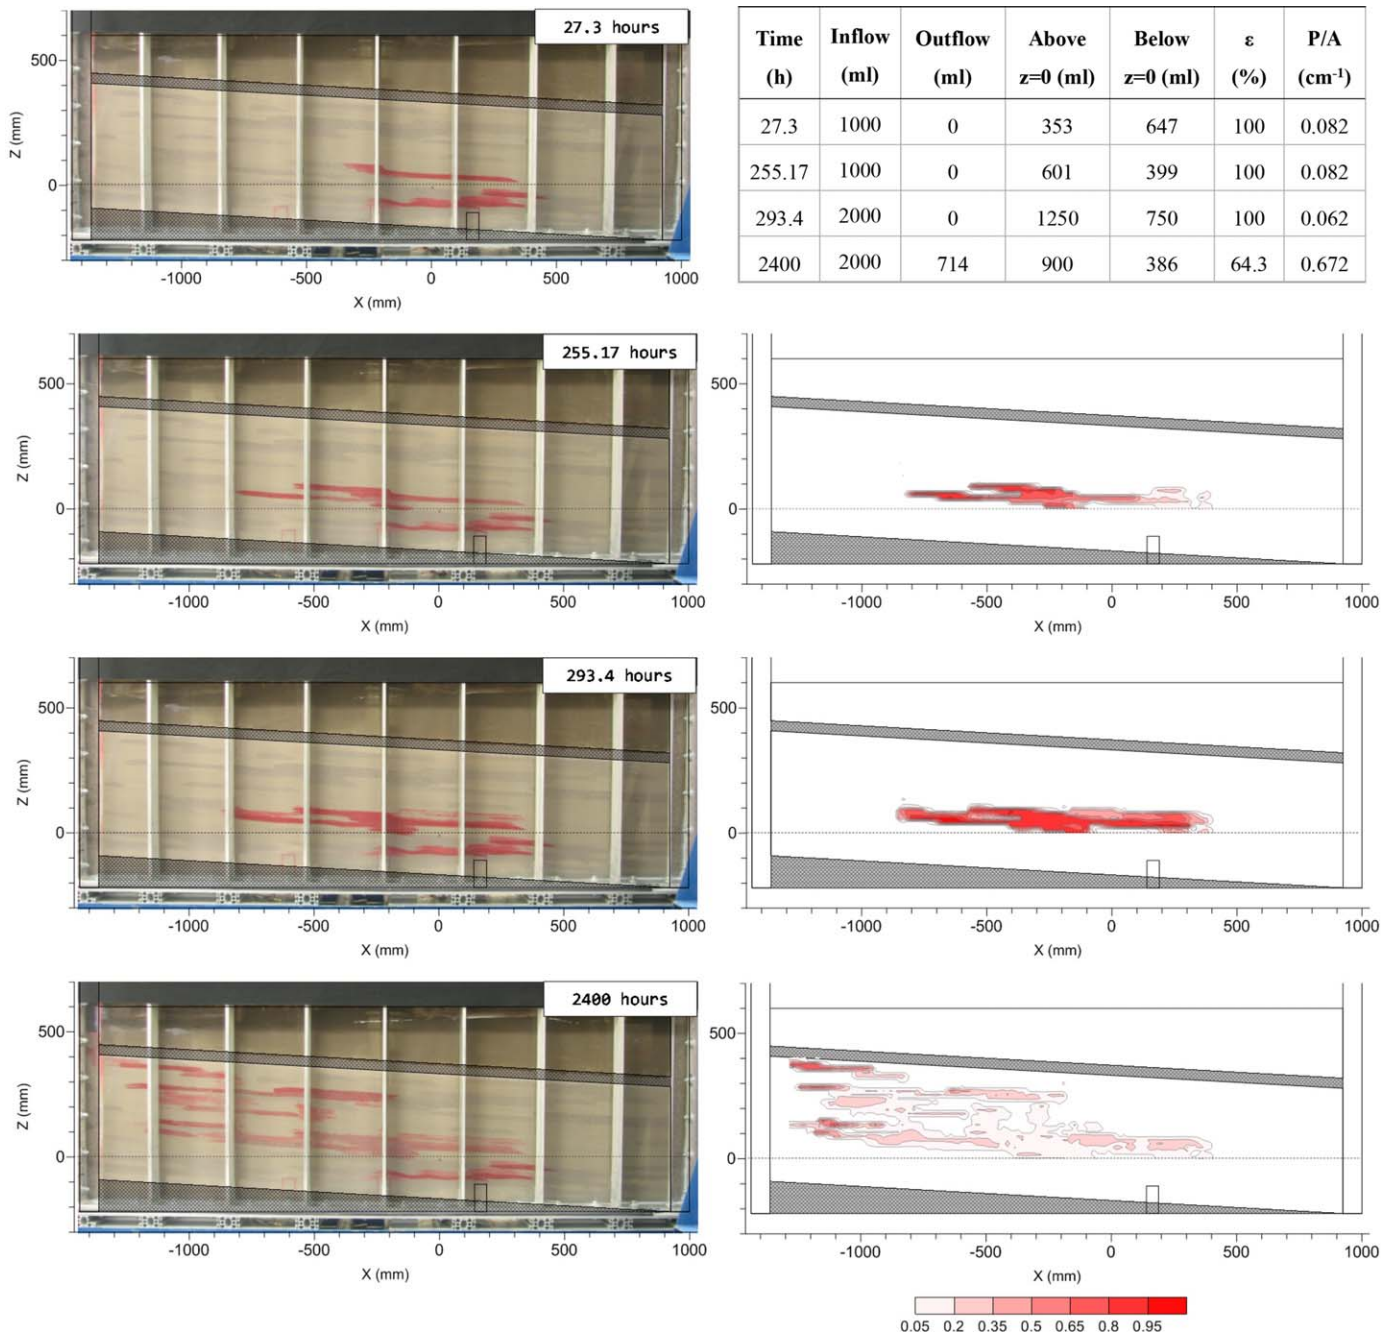 27.3 hours
500
0
Z (mm)
-1000 -500 0 500 1000
X (mm)
Time Inflow Outflow Above Below ε P/A
(h) (ml) (ml) z=0 (ml) z=0 (ml) (%) (cm-1)
27.3 1000 0 353 647 100 0.082
255.17 1000 0 601 399 100 0.082
293.4 2000 0 1250 750 100 0.062
2400 2000 714 900 386 64.3 0.672
255.17 hours
500
0
Z (mm)
-1000 -500 0 500 1000
X (mm)
500
0
-1000 -500 0 500 1000
X (mm)
293.4 hours
500
0
Z (mm)
-1000 -500 0 500 1000
X (mm)
500
0
-1000 -500 0 500 1000
X (mm)
2400 hours
500
0
Z (mm)
-1000 -500 0 500 1000
X (mm)
500
0
-1000 -500 0 500 1000
X (mm)
0.05 0.2 0.35 0.5 0.65 0.8 0.95